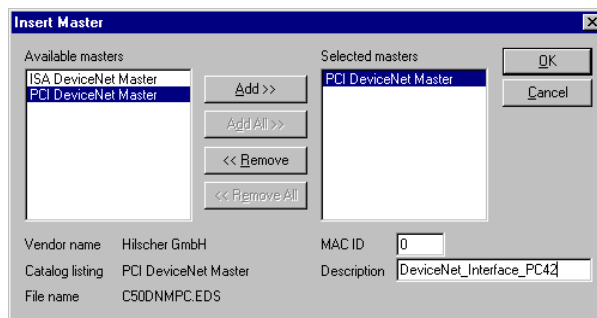 Insert Master
Available masters
ISA DeviceNet Master
PCI DeviceNet Master
Add >>
Add All >>
<< Remove
<< Remove All
Selected masters
PCI DeviceNet Master
OK
Cancel
Vendor name Hilscher GmbH
Catalog listing PCI DeviceNet Master
File name C50DNMPC.EDS
MAC ID 0
Description DeviceNet_Interface_PC42